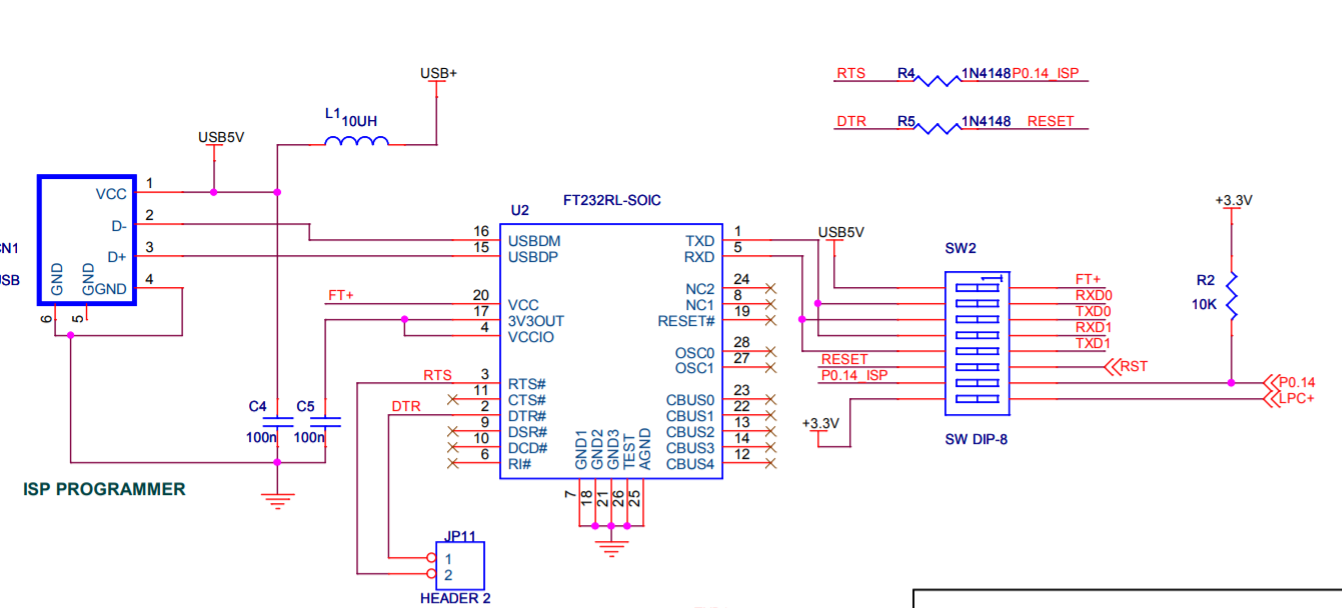 USB+
RTS R4 1N4148 P0.14_ISP
L1 10UH
DTR R5 1N4148 RESET
USB5V
VCC 1
D- 2
D+ 3
GND 4
GND GND
6 5
CN1
USB
FT232RL-SOIC
U2
16 USBDM TXD 1
15 USBDP RXD 5
FT+ 20 VCC NC2 24
17 3V3OUT NC1 8
4 VCCIO RESET# 19
OSC0 28
OSC1 27
RTS 3 RTS# CBUS0 23
11 CTS# CBUS1 22
DTR 2 DTR# CBUS2 13
9 DSR# CBUS3 14
10 DCD# CBUS4 12
6 RI#
GND1 GND2 GND3 TEST AGND
7 18 21 26 25
C4 C5
100n 100n
ISP PROGRAMMER
JP11
1
2
HEADER 2
USB5V
SW2
1
FT+
RXD0
TXD0
RXD1
TXD1
RESET RST
P0.14_ISP P0.14
LPC+
+3.3V
SW DIP-8
+3.3V
R2
10K